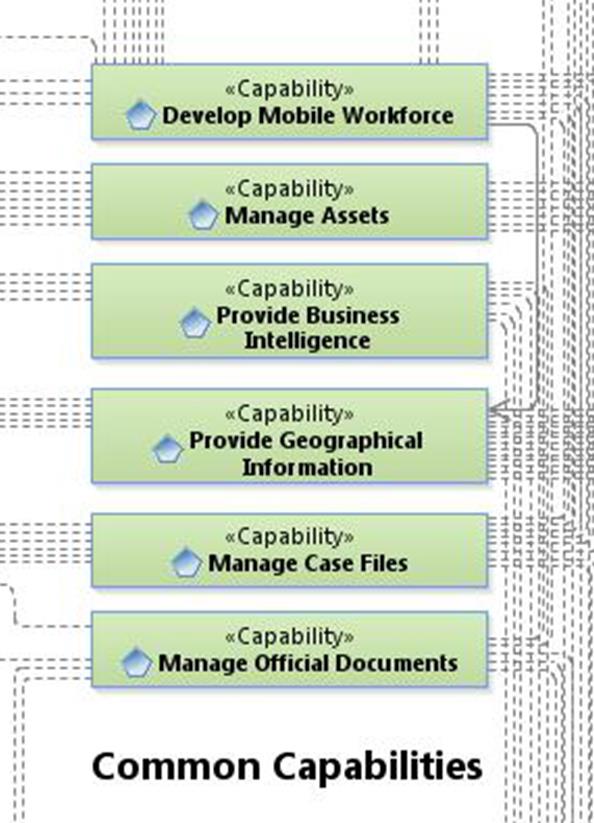 «Capability»
Develop Mobile Workforce
«Capability»
Manage Assets
«Capability»
Provide Business
Intelligence
«Capability»
Provide Geographical
Information
«Capability»
Manage Case Files
«Capability»
Manage Official Documents
Common Capabilities